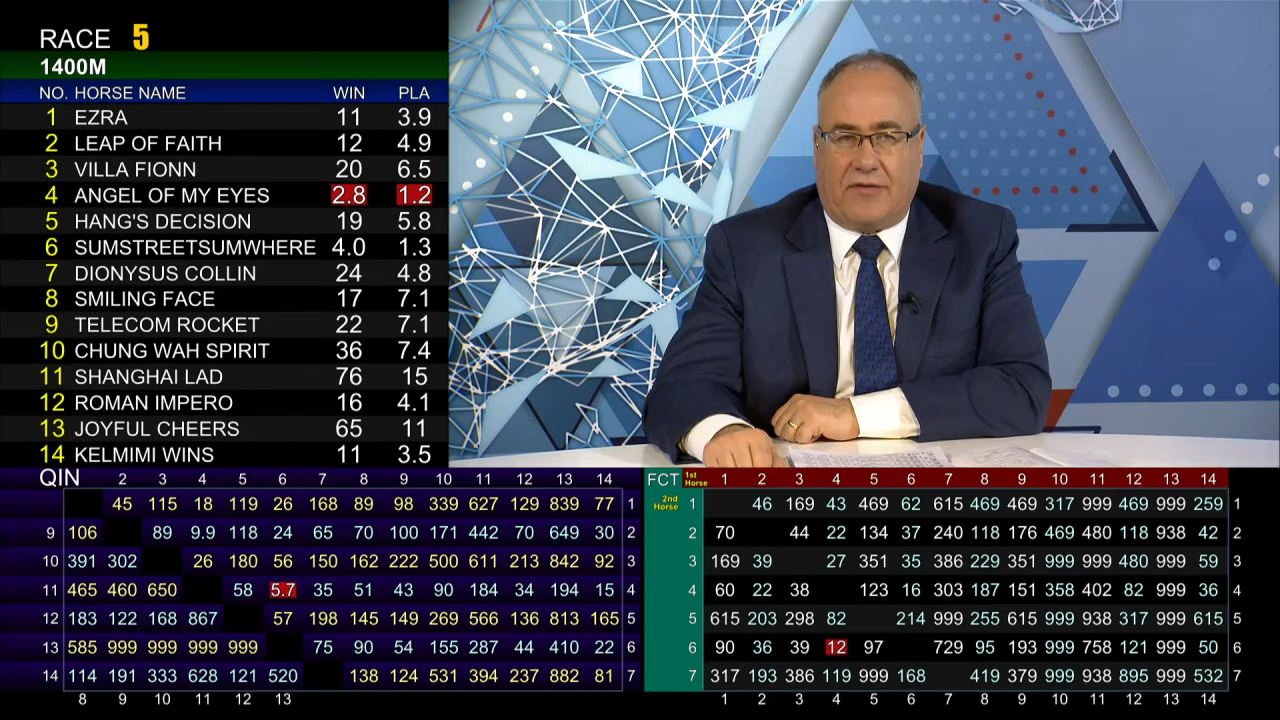 RACE 5
1400M
NO. HORSE NAME WIN PLA
1 EZRA 11 3.9
2 LEAP OF FAITH 12 4.9
3 VILLA FIONN 20 6.5
4 ANGEL OF MY EYES 2.8 1.2
5 HANG'S DECISION 19 5.8
6 SUMSTREETSUMWHERE 4.0 1.3
7 DIONYSUS COLLIN 24 4.8
8 SMILING FACE 17 7.1
9 TELECOM ROCKET 22 7.1
10 CHUNG WAH SPIRIT 36 7.4
11 SHANGHAI LAD 76 15
12 ROMAN IMPERO 16 4.1
13 JOYFUL CHEERS 65 11
14 KELMIMI WINS 11 3.5
QIN 2 3 4 5 6 7 8 9 10 11 12 13 14
45 115 18 119 26 168 89 98 339 627 129 839 77 1
9 106 89 9.9 118 24 65 70 100 171 442 70 649 30 2
10 391 302 26 180 56 150 162 222 500 611 213 842 92 3
11 465 460 650 58 5.7 35 51 43 90 184 34 194 15 4
12 183 122 168 867 57 198 145 149 269 566 136 813 165 5
13 585 999 999 999 999 75 90 54 155 287 44 410 22 6
14 114 191 333 628 121 520 138 124 531 394 237 882 81 7
8 9 10 11 12 13
FCT 1st Horse 1 2 3 4 5 6 7 8 9 10 11 12 13 14
2nd Horse 1 46 169 43 469 62 615 469 469 317 999 469 999 259 1
2 70 44 22 134 37 240 118 176 469 480 118 938 42 2
3 169 39 27 351 35 386 229 351 999 999 480 999 59 3
4 60 22 38 123 16 303 187 151 358 402 82 999 36 4
5 615 203 298 82 214 999 255 615 999 938 317 999 615 5
6 90 36 39 12 97 729 95 193 999 758 121 999 50 6
7 317 193 386 119 999 168 419 379 999 938 895 999 532 7
1 2 3 4 5 6 7 8 9 10 11 12 13 14